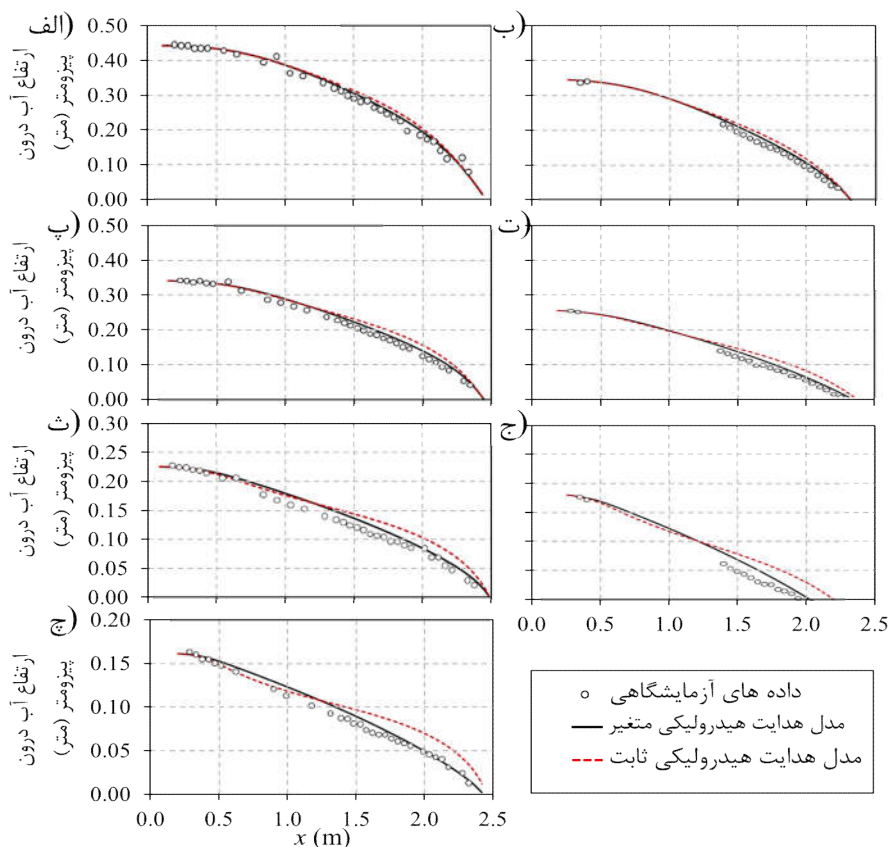 الف)
ب)
0.50
0.40
0.30
0.20
0.10
0.00
ارتفاع آب درون
پیزومتر (متر)
پ)
ت)
0.50
0.40
0.30
0.20
0.10
0.00
ارتفاع آب درون
پیزومتر (متر)
ث)
ج)
0.30
0.25
0.20
0.15
0.10
0.05
0.00
ارتفاع آب درون
پیزومتر (متر)
0.0 0.5 1.0 1.5 2.0 2.5
چ)
0.20
0.15
0.10
0.05
0.00
ارتفاع آب درون
پیزومتر (متر)
0.0 0.5 1.0 1.5 2.0 2.5
x (m)
داده های آزمایشگاهی
مدل هدایت هیدرولیکی متغیر
مدل هدایت هیدرولیکی ثابت